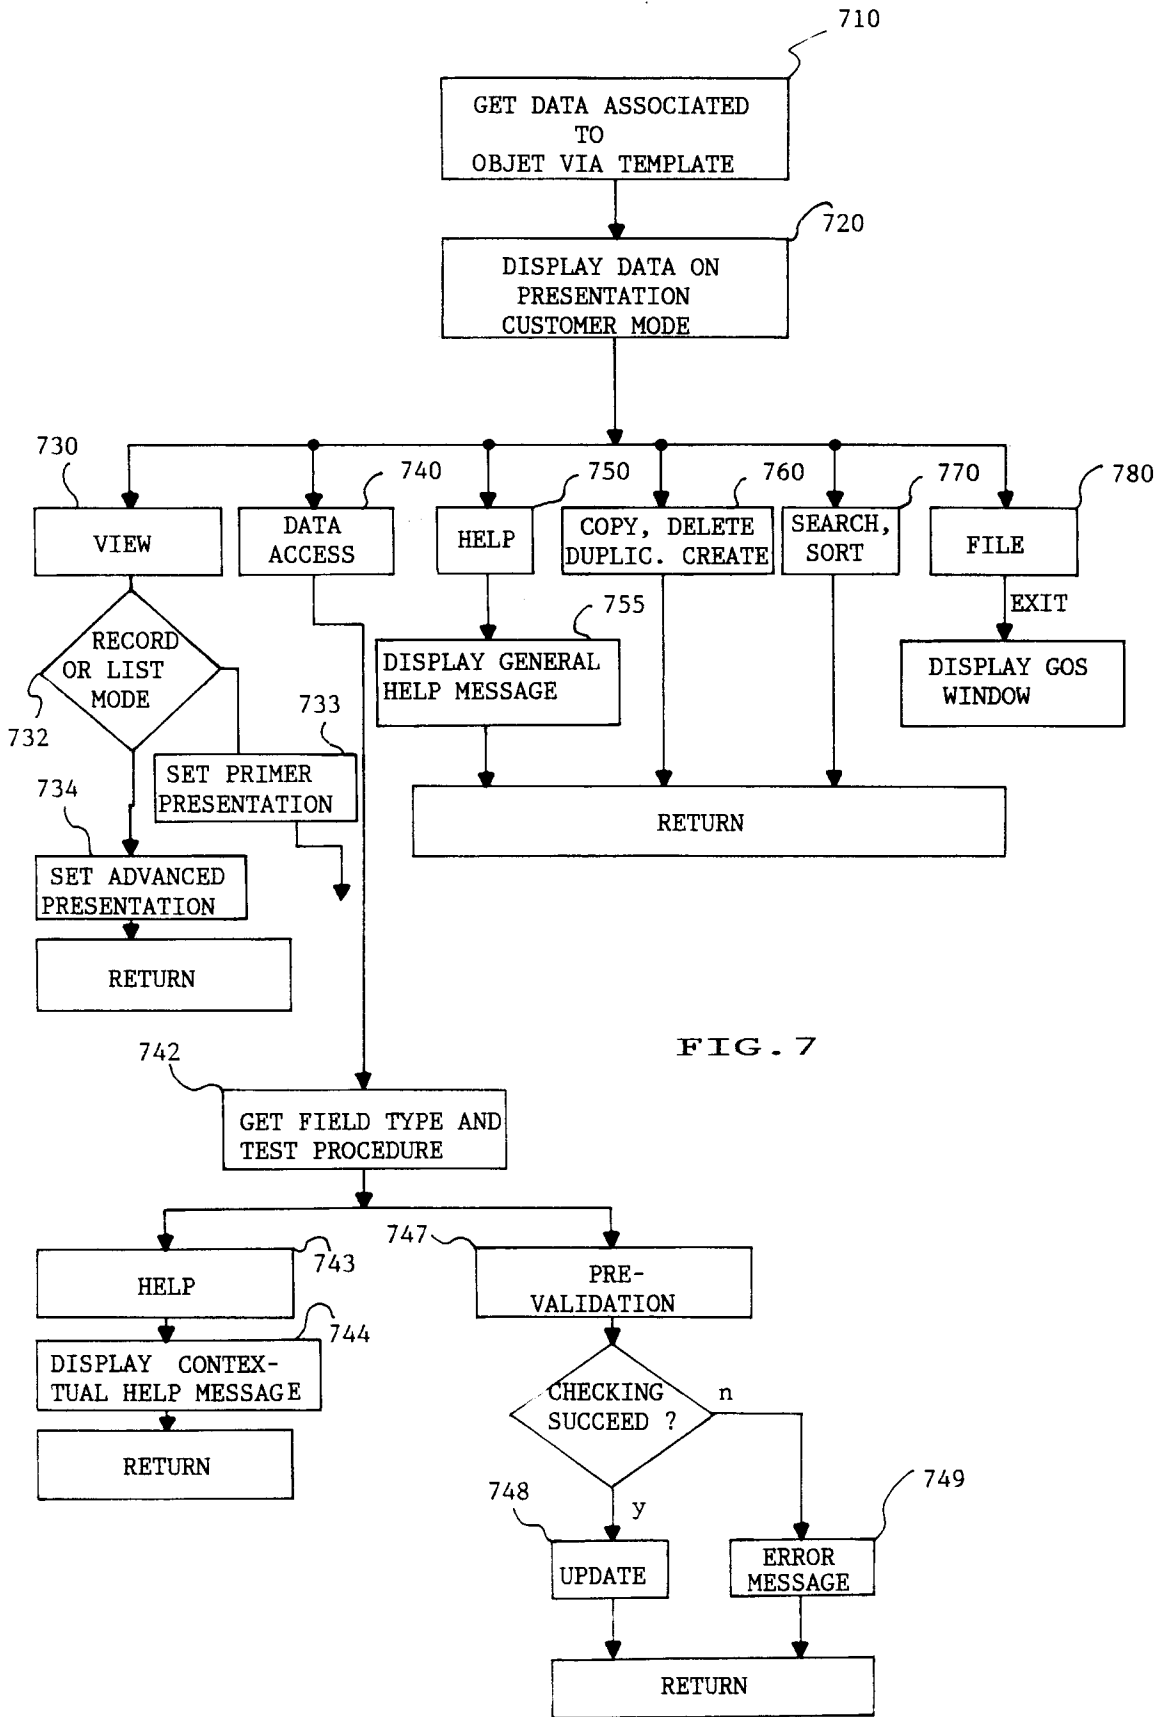 710
GET DATA ASSOCIATED
TO
OBJET VIA TEMPLATE
720
DISPLAY DATA ON
PRESENTATION
CUSTOMER MODE
730
740
750
760
770
780
VIEW
DATA
ACCESS
HELP
COPY, DELETE
DUPLIC. CREATE
SEARCH,
SORT
FILE
EXIT
755
RECORD
OR LIST
MODE
732
DISPLAY GENERAL
HELP MESSAGE
DISPLAY GOS
WINDOW
733
SET PRIMER
PRESENTATION
734
RETURN
SET ADVANCED
PRESENTATION
RETURN
FIG. 7
742
GET FIELD TYPE AND
TEST PROCEDURE
743
747
HELP
PRE-
VALIDATION
744
DISPLAY CONTEX-
TUAL HELP MESSAGE
CHECKING
SUCCEED ?
n
RETURN
y
748
749
UPDATE
ERROR
MESSAGE
RETURN